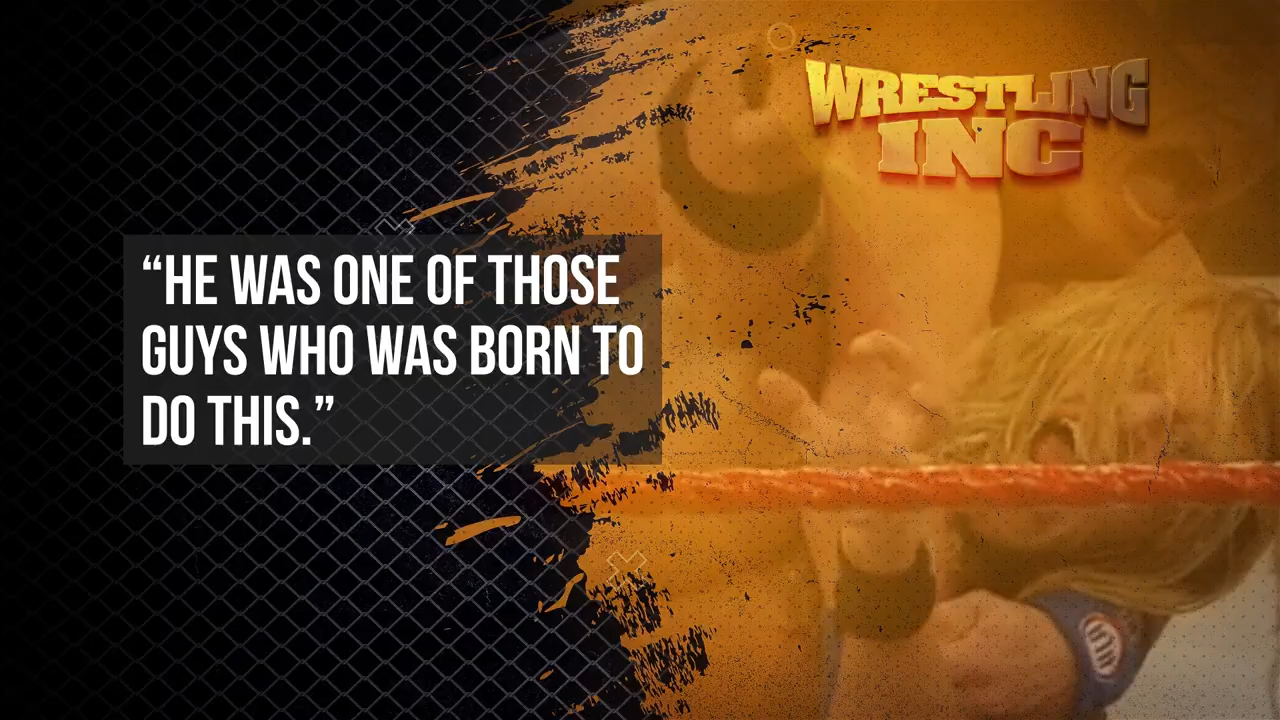 WRESTLING
INC
“HE WAS ONE OF THOSE
GUYS WHO WAS BORN TO
DO THIS.”